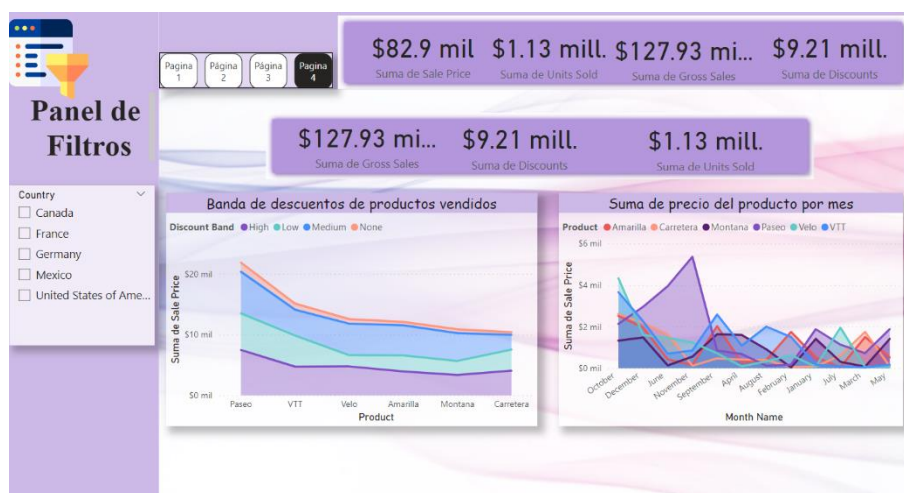 Panel de
Filtros
Pagina
1
Página
2
Página
3
Pagina
4
$82.9 mil
Suma de Sale Price
$1.13 mill.
Suma de Units Sold
$127.93 mi...
Suma de Gross Sales
$9.21 mill.
Suma de Discounts
$127.93 mi...
Suma de Gross Sales
$9.21 mill.
Suma de Discounts
$1.13 mill.
Suma de Units Sold
Country
Canada
France
Germany
Mexico
United States of Ame...
Banda de descuentos de productos vendidos
Discount Band High Low Medium None
Suma de Sale Price
$20 mil
$10 mil
$0 mil
Paseo VTT Velo Amarilla Montana Carretera
Product
Suma de precio del producto por mes
Product Amarilla Carretera Montana Paseo Velo VTT
Suma de Sale Price
$6 mil
$4 mil
$2 mil
$0 mil
October December June November September April August February January July March May
Month Name